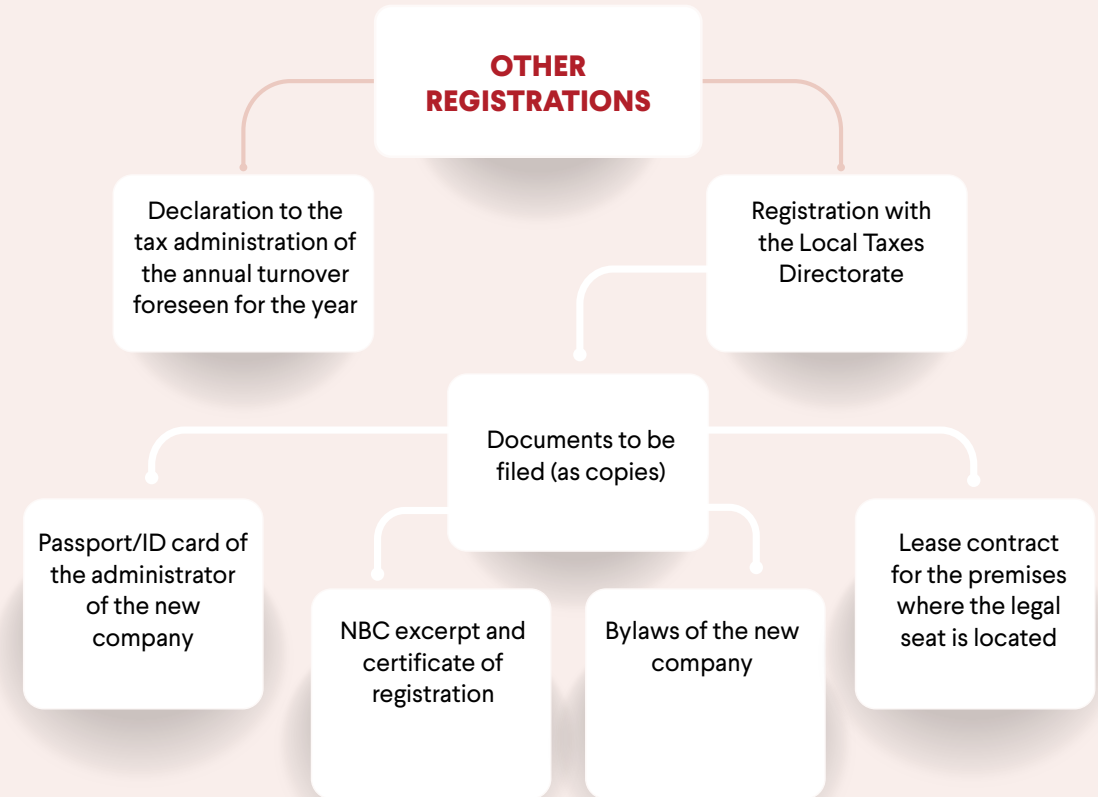 OTHER
REGISTRATIONS
Declaration to the
tax administration of
the annual turnover
foreseen for the year
Registration with
the Local Taxes
Directorate
Documents to be
filed (as copies)
Passport/ID card of
the administrator
of the new
company
NBC excerpt and
certificate of
registration
Bylaws of the new
company
Lease contract
for the premises
where the legal
seat is located